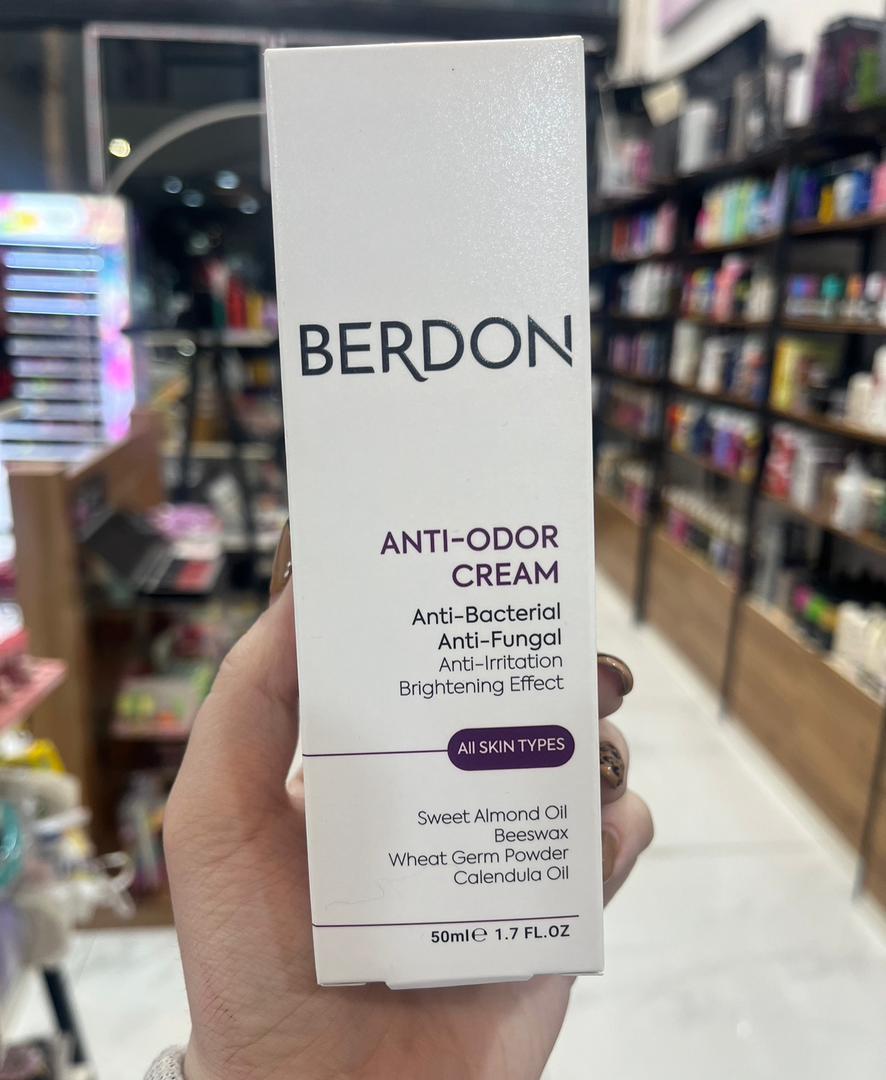 BERDON
ANTI-ODOR
CREAM
Anti-Bacterial
Anti-Fungal
Anti-Irritation
Brightening Effect
All SKIN TYPES
Sweet Almond Oil
Beeswax
Wheat Germ Powder
Calendula Oil
50ml℮ 1.7 FL.OZ